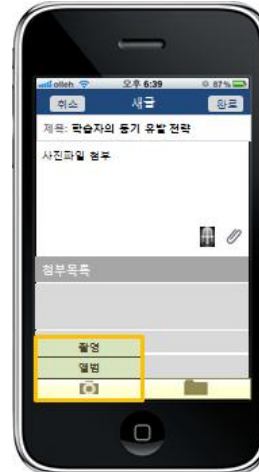 olleh 오후 6:39 87%
취소 새글 완료
제목: 학습자의 동기 유발 전략
사진파일 첨부
첨부목록
촬영
앨범